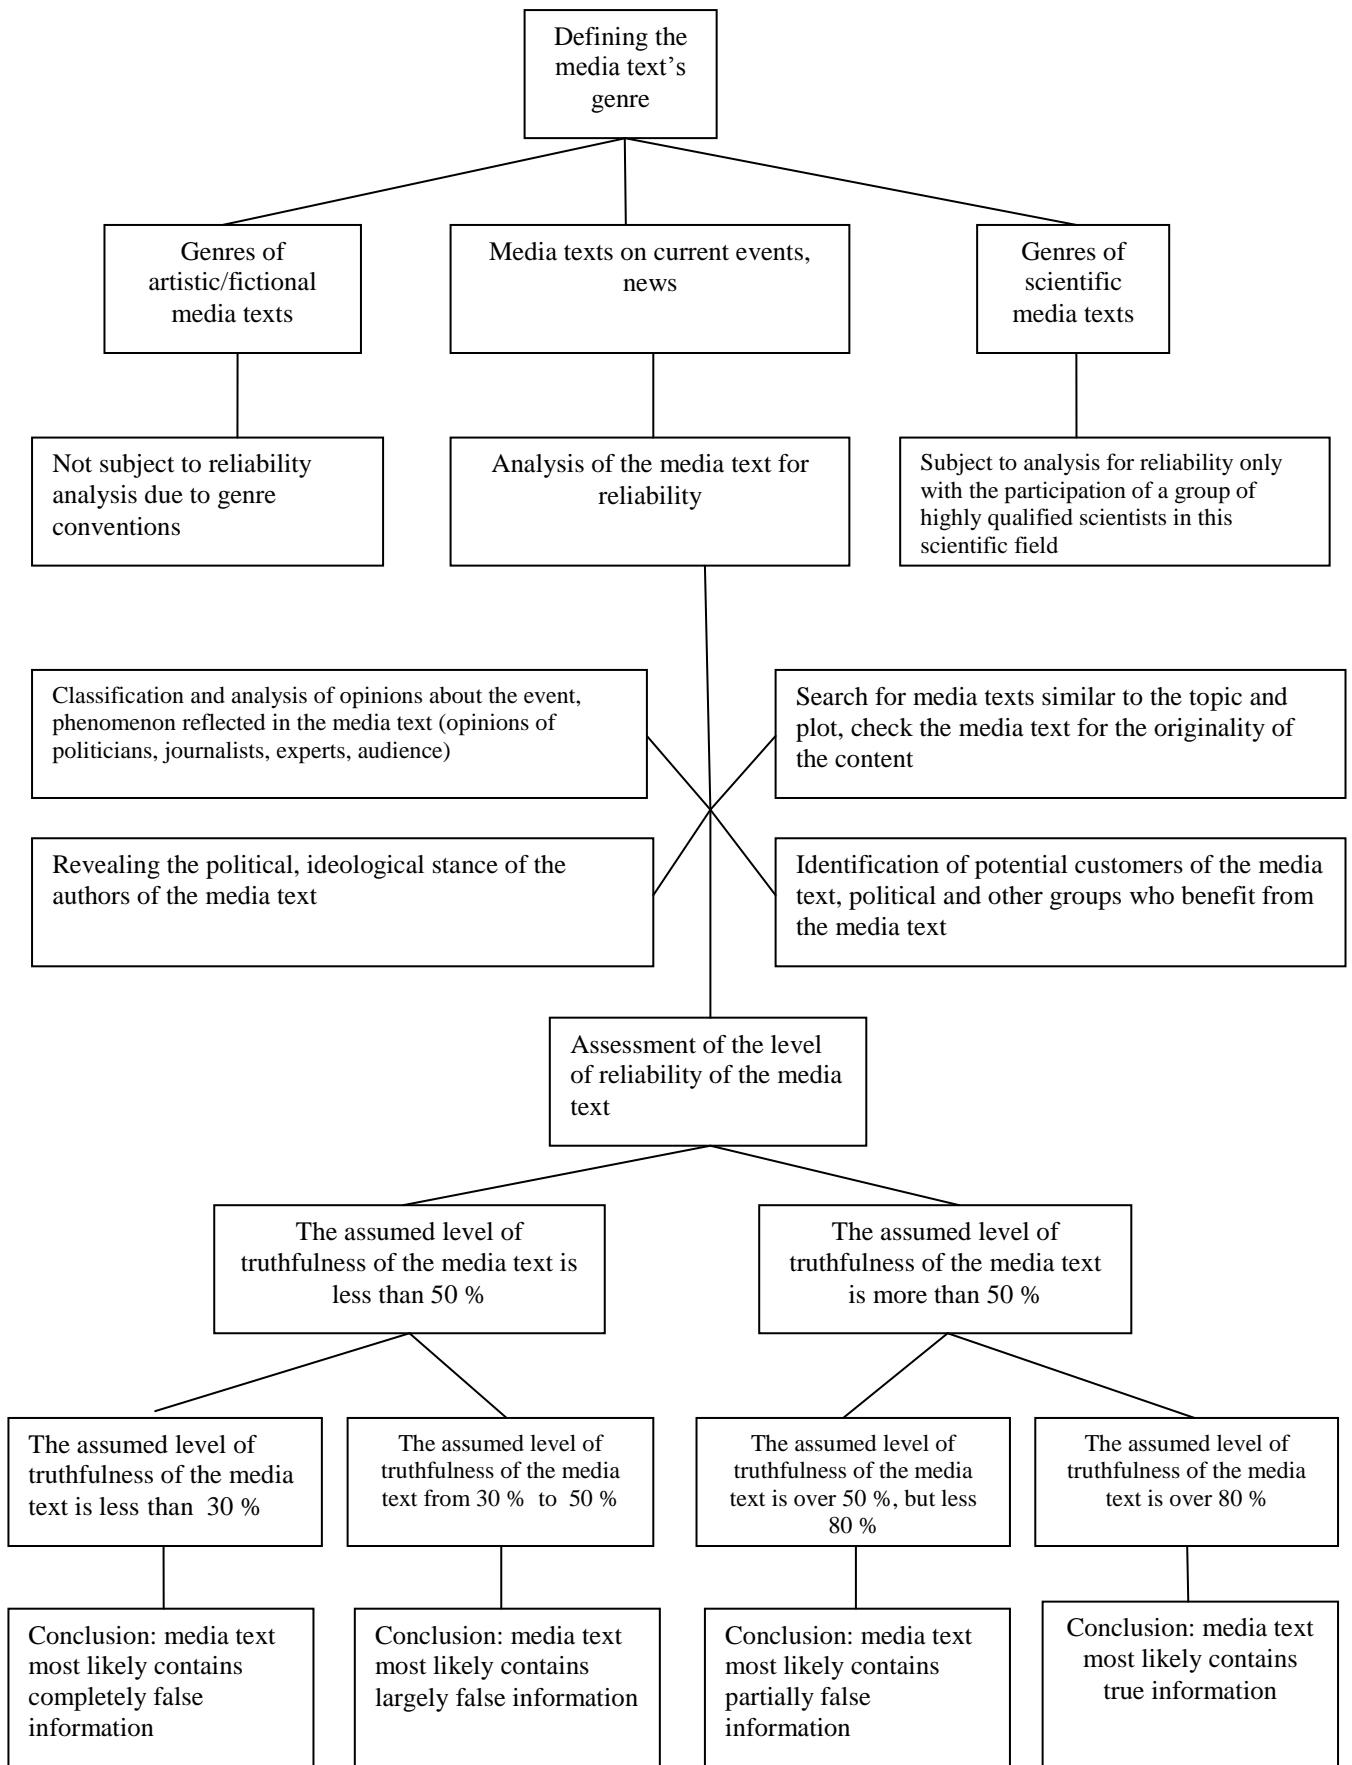 Defining the
media text’s
genre
Genres of
artistic/fictional
media texts
Media texts on current events,
news
Genres of
scientific
media texts
Not subject to reliability
analysis due to genre
conventions
Analysis of the media text for
reliability
Subject to analysis for reliability only
with the participation of a group of
highly qualified scientists in this
scientific field
Classification and analysis of opinions about the event,
phenomenon reflected in the media text (opinions of
politicians, journalists, experts, audience)
Search for media texts similar to the topic and
plot, check the media text for the originality of
the content
Revealing the political, ideological stance of the
authors of the media text
Identification of potential customers of the media
text, political and other groups who benefit from
the media text
Assessment of the level
of reliability of the media
text
The assumed level of
truthfulness of the media text is
less than 50 %
The assumed level of
truthfulness of the media text
is more than 50 %
The assumed level of
truthfulness of the media
text is less than 30 %
The assumed level of
truthfulness of the media
text from 30 % to 50 %
The assumed level of
truthfulness of the media
text is over 50 %, but less
80 %
The assumed level of
truthfulness of the media
text is over 80 %
Conclusion: media text
most likely contains
completely false
information
Conclusion: media text
most likely contains
largely false information
Conclusion: media text
most likely contains
partially false
information
Conclusion: media text
most likely contains
true information